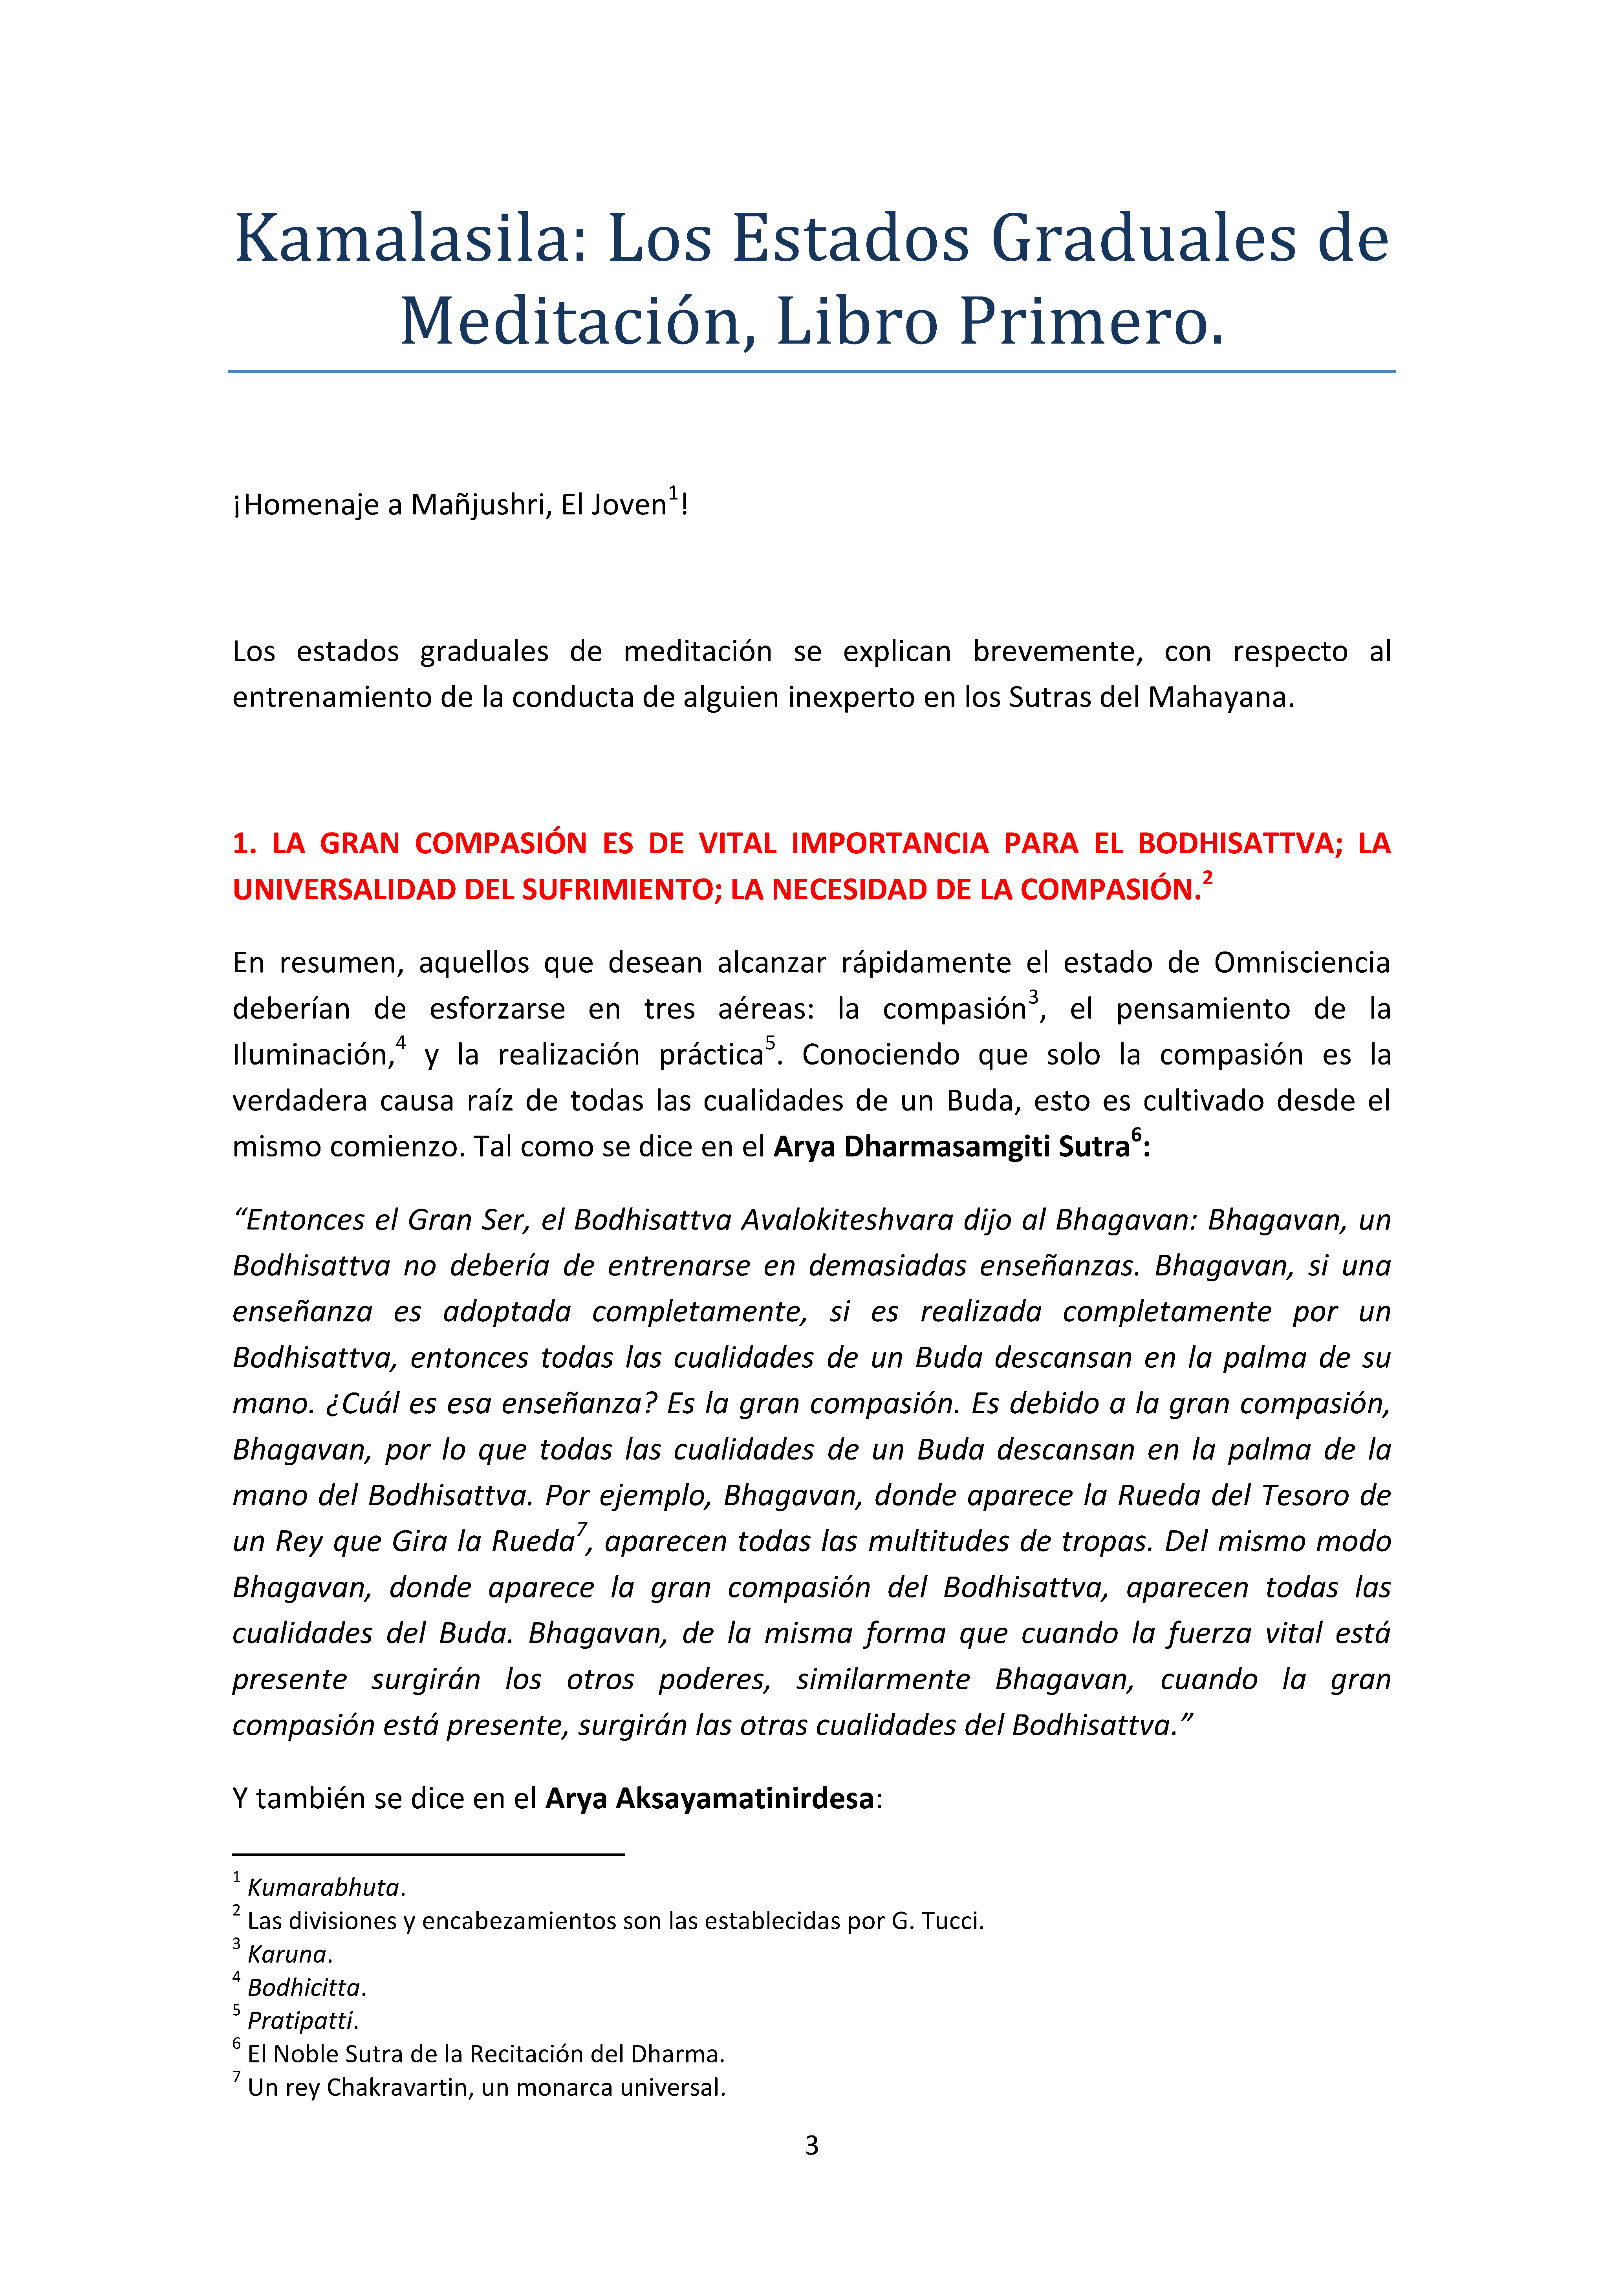 Kamalasila: Los Estados Graduales de
Meditación, Libro Primero.
¡Homenaje a Mañjushri, El Joven1!
Los estados graduales de meditación se explican brevemente, con respecto al
entrenamiento de la conducta de alguien inexperto en los Sutras del Mahayana.
1. LA GRAN COMPASIÓN ES DE VITAL IMPORTANCIA PARA EL BODHISATTVA; LA
UNIVERSALIDAD DEL SUFRIMIENTO; LA NECESIDAD DE LA COMPASIÓN.2
En resumen, aquellos que desean alcanzar rápidamente el estado de Omnisciencia
deberían de esforzarse en tres aéreas: la compasión3, el pensamiento de la
Iluminación,4 y la realización práctica5. Conociendo que solo la compasión es la
verdadera causa raíz de todas las cualidades de un Buda, esto es cultivado desde el
mismo comienzo. Tal como se dice en el Arya Dharmasamgiti Sutra6:
“Entonces el Gran Ser, el Bodhisattva Avalokiteshvara dijo al Bhagavan: Bhagavan, un
Bodhisattva no debería de entrenarse en demasiadas enseñanzas. Bhagavan, si una
enseñanza es adoptada completamente, si es realizada completamente por un
Bodhisattva, entonces todas las cualidades de un Buda descansan en la palma de su
mano. ¿Cuál es esa enseñanza? Es la gran compasión. Es debido a la gran compasión,
Bhagavan, por lo que todas las cualidades de un Buda descansan en la palma de la
mano del Bodhisattva. Por ejemplo, Bhagavan, donde aparece la Rueda del Tesoro de
un Rey que Gira la Rueda7, aparecen todas las multitudes de tropas. Del mismo modo
Bhagavan, donde aparece la gran compasión del Bodhisattva, aparecen todas las
cualidades del Buda. Bhagavan, de la misma forma que cuando la fuerza vital está
presente surgirán los otros poderes, similarmente Bhagavan, cuando la gran
compasión está presente, surgirán las otras cualidades del Bodhisattva.”
Y también se dice en el Arya Aksayamatinirdesa:
1 Kumarabhuta.
2 Las divisiones y encabezamientos son las establecidas por G. Tucci.
3 Karuna.
4 Bodhicitta.
5 Pratipatti.
6 El Noble Sutra de la Recitación del Dharma.
7 Un rey Chakravartin, un monarca universal.
3